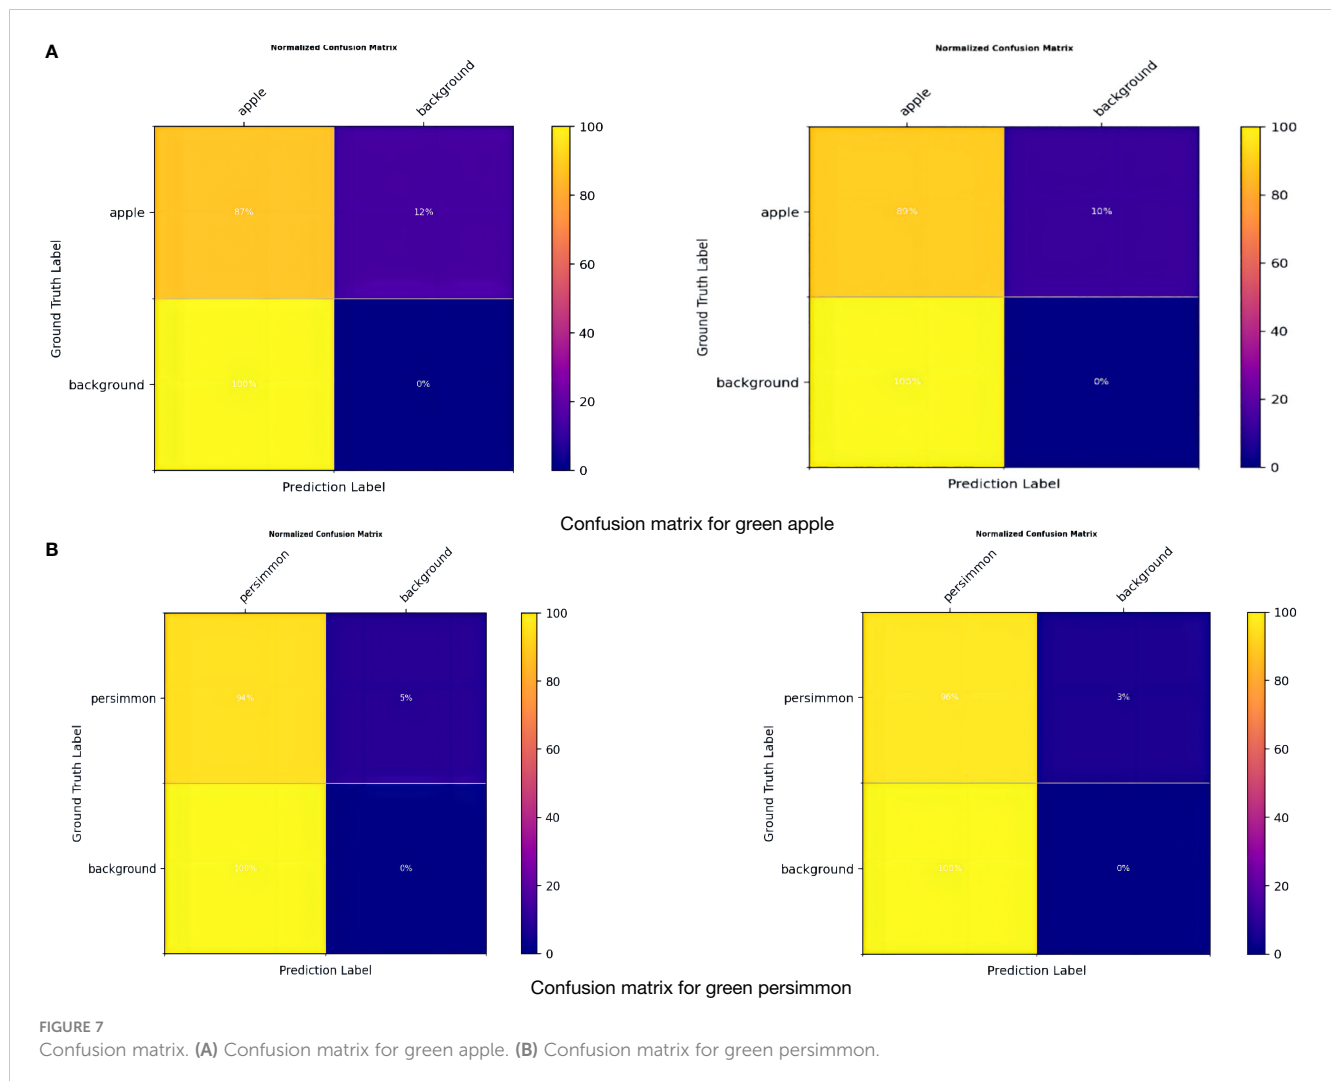 A
Normalized Confusion Matrix
apple
background
apple
87%
12%
background
100%
0%
Ground Truth Label
Prediction Label
100
80
60
40
20
0
Normalized Confusion Matrix
apple
background
apple
89%
10%
background
100%
0%
Ground Truth Label
Prediction Label
100
80
60
40
20
0
Confusion matrix for green apple
B
Normalized Confusion Matrix
persimmon
background
persimmon
94%
5%
background
100%
0%
Ground Truth Label
Prediction Label
100
80
60
40
20
0
Normalized Confusion Matrix
persimmon
background
persimmon
96%
3%
background
100%
0%
Ground Truth Label
Prediction Label
100
80
60
40
20
0
Confusion matrix for green persimmon
FIGURE 7
Confusion matrix. (A) Confusion matrix for green apple. (B) Confusion matrix for green persimmon.